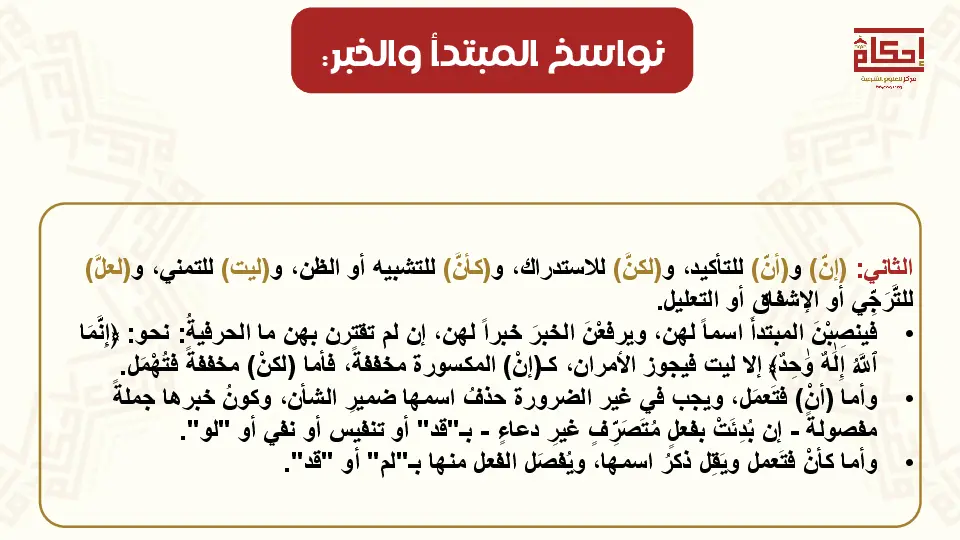 نواسخ المبتدأ والخبر:
إحكام
مركز للعلوم الشرعية
الثاني: (إنّ) و(أنّ) للتأكيد، و(لكنَّ) للاستدراك، و(كأنَّ) للتشبيه أو الظن، و(ليت) للتمني، و(لعلَّ)
للتَّرَجِّي أو الإشفاق أو التعليل.
• فينصِبْنَ المبتدأ اسماً لهن، ويرفعْنَ الخبرَ خبراً لهن، إن لم تقترن بهن ما الحرفيةُ: نحو: ﴿إِنَّمَا
ٱللَّهُ إِلَٰهٌ وَٰحِدٌ﴾ إلا ليت فيجوز الأمران، كـ(إنْ) المكسورة مخففةً، فأما (لكنْ) مخففةً فتُهْمَل.
• وأما (أنْ) فتَعمَل، ويجب في غير الضرورة حذفُ اسمها ضميرِ الشأن، وكونُ خبرها جملةً
مفصولةً - إن بُدِئَتْ بفعلٍ مُتَصَرِّفٍ غيرِ دعاءٍ - بـ"قد" أو تنفيس أو نفي أو "لو".
• وأما كأنْ فتَعمل ويَقِل ذكرُ اسمها، ويُفصَل الفعل منها بـ"لم" أو "قد".